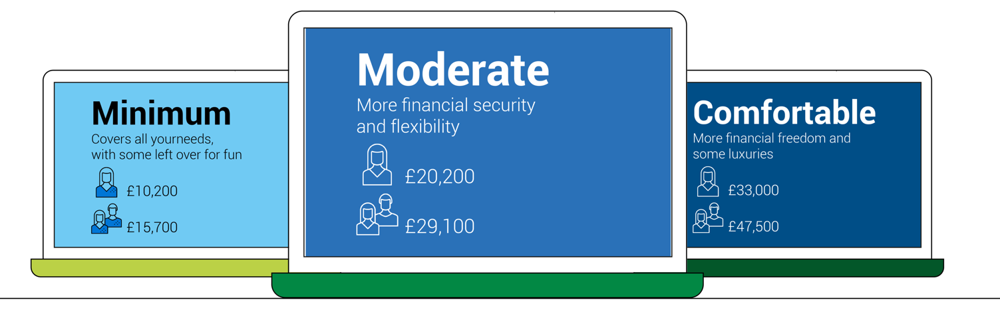 Minimum
Covers all yourneeds,
with some left over for fun
£10,200
£15,700
Moderate
More financial security
and flexibility
£20,200
£29,100
Comfortable
More financial freedom and
some luxuries
£33,000
£47,500